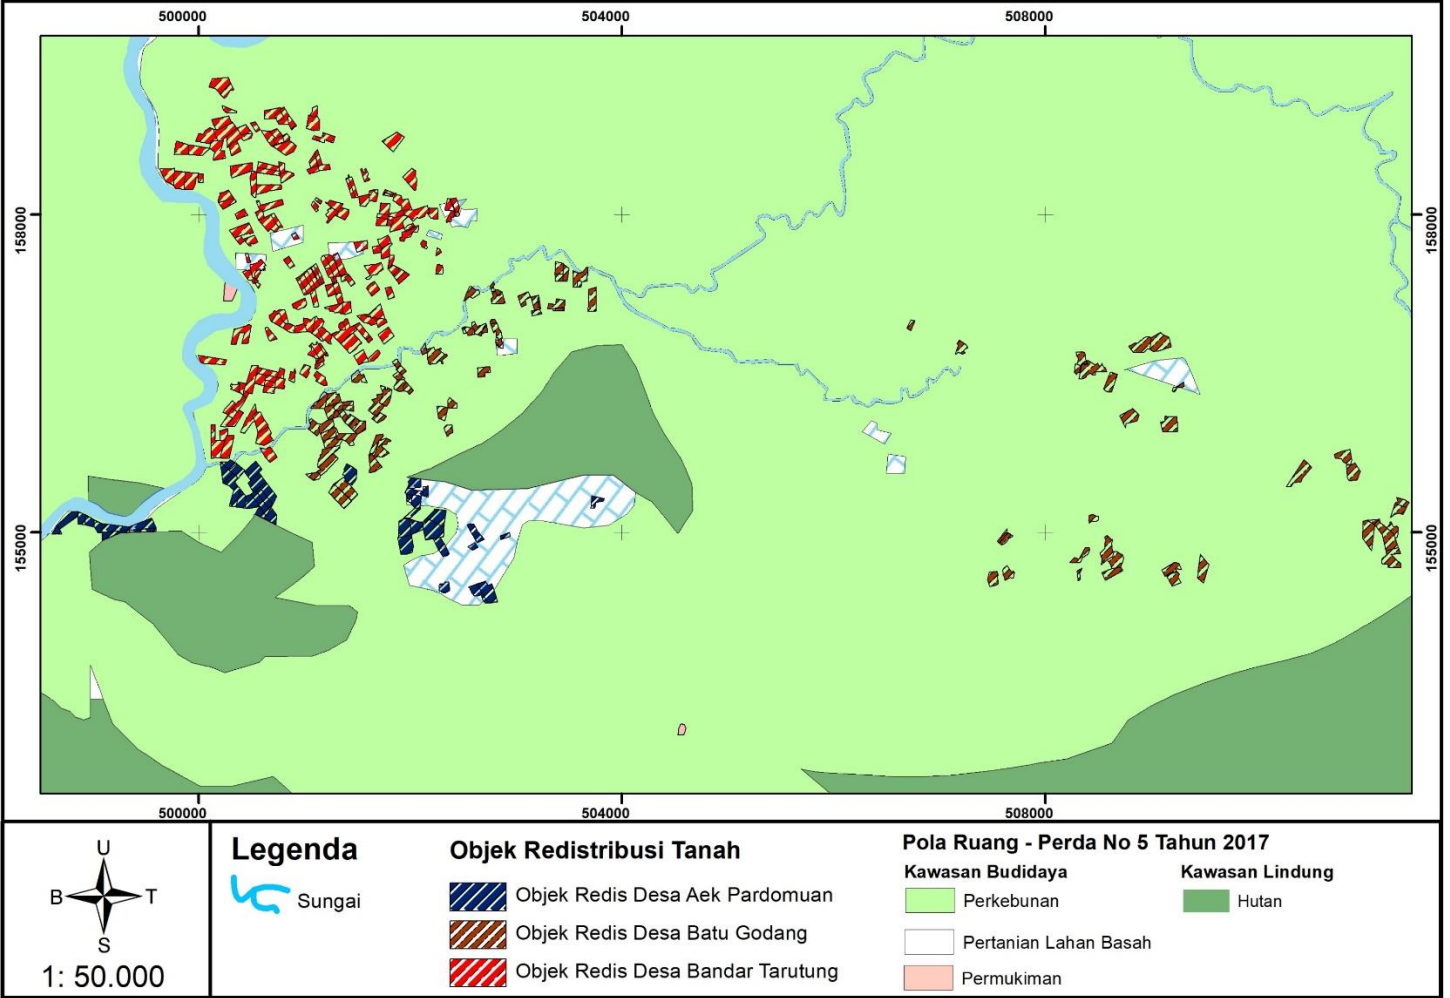 500000
504000
508000
158000
158000
155000
155000
500000
504000
508000
U
B
T
S
1: 50.000
Legenda
Sungai
Objek Redistribusi Tanah
Objek Redis Desa Aek Pardomuan
Objek Redis Desa Batu Godang
Objek Redis Desa Bandar Tarutung
Pola Ruang - Perda No 5 Tahun 2017
Kawasan Budidaya
Perkebunan
Pertanian Lahan Basah
Permukiman
Kawasan Lindung
Hutan